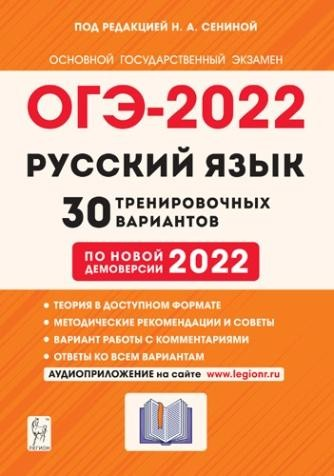 ПОД РЕДАКЦИЕЙ Н. А. СЕНИНОЙ
ОСНОВНОЙ ГОСУДАРСТВЕННЫЙ ЭКЗАМЕН
ОГЭ-2022
РУССКИЙ ЯЗЫК
30 ТРЕНИРОВОЧНЫХ
ВАРИАНТОВ
ПО НОВОЙ
ДЕМОВЕРСИИ 2022
• ТЕОРИЯ В ДОСТУПНОМ ФОРМАТЕ
• МЕТОДИЧЕСКИЕ РЕКОМЕНДАЦИИ И СОВЕТЫ
• ВАРИАНТ РАБОТЫ С КОММЕНТАРИЯМИ
• ОТВЕТЫ КО ВСЕМ ВАРИАНТАМ
АУДИОПРИЛОЖЕНИЕ на сайте www.legionr.ru
ЛЕГИОН